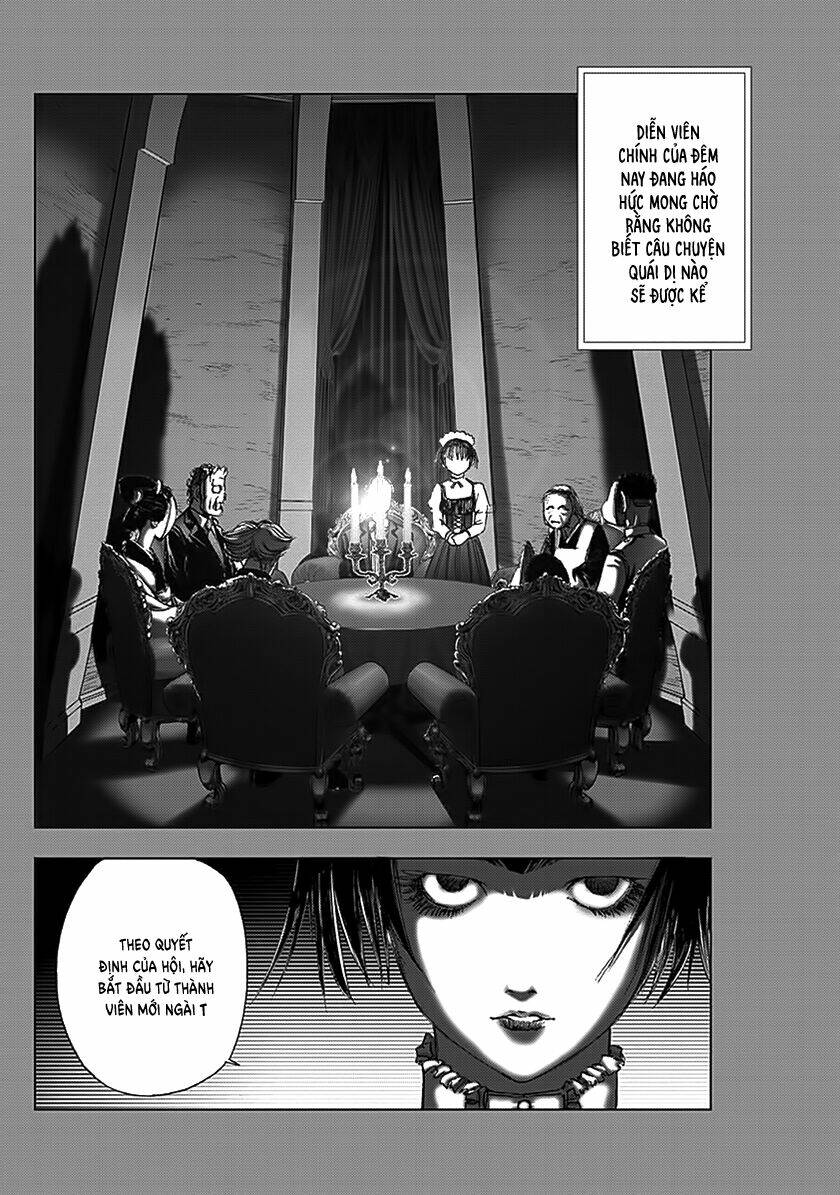 DIỄN VIÊN
CHÍNH CỦA ĐÊM
NAY ĐANG HÁO
HỨC MONG CHỜ
RẰNG KHÔNG
BIẾT CÂU CHUYỆN
QUÁI DỊ NÀO
SẼ ĐƯỢC KỂ
THEO QUYẾT
ĐỊNH CỦA HỘI, HÃY
BẮT ĐẦU TỪ THÀNH
VIÊN MỚI NGÀI T